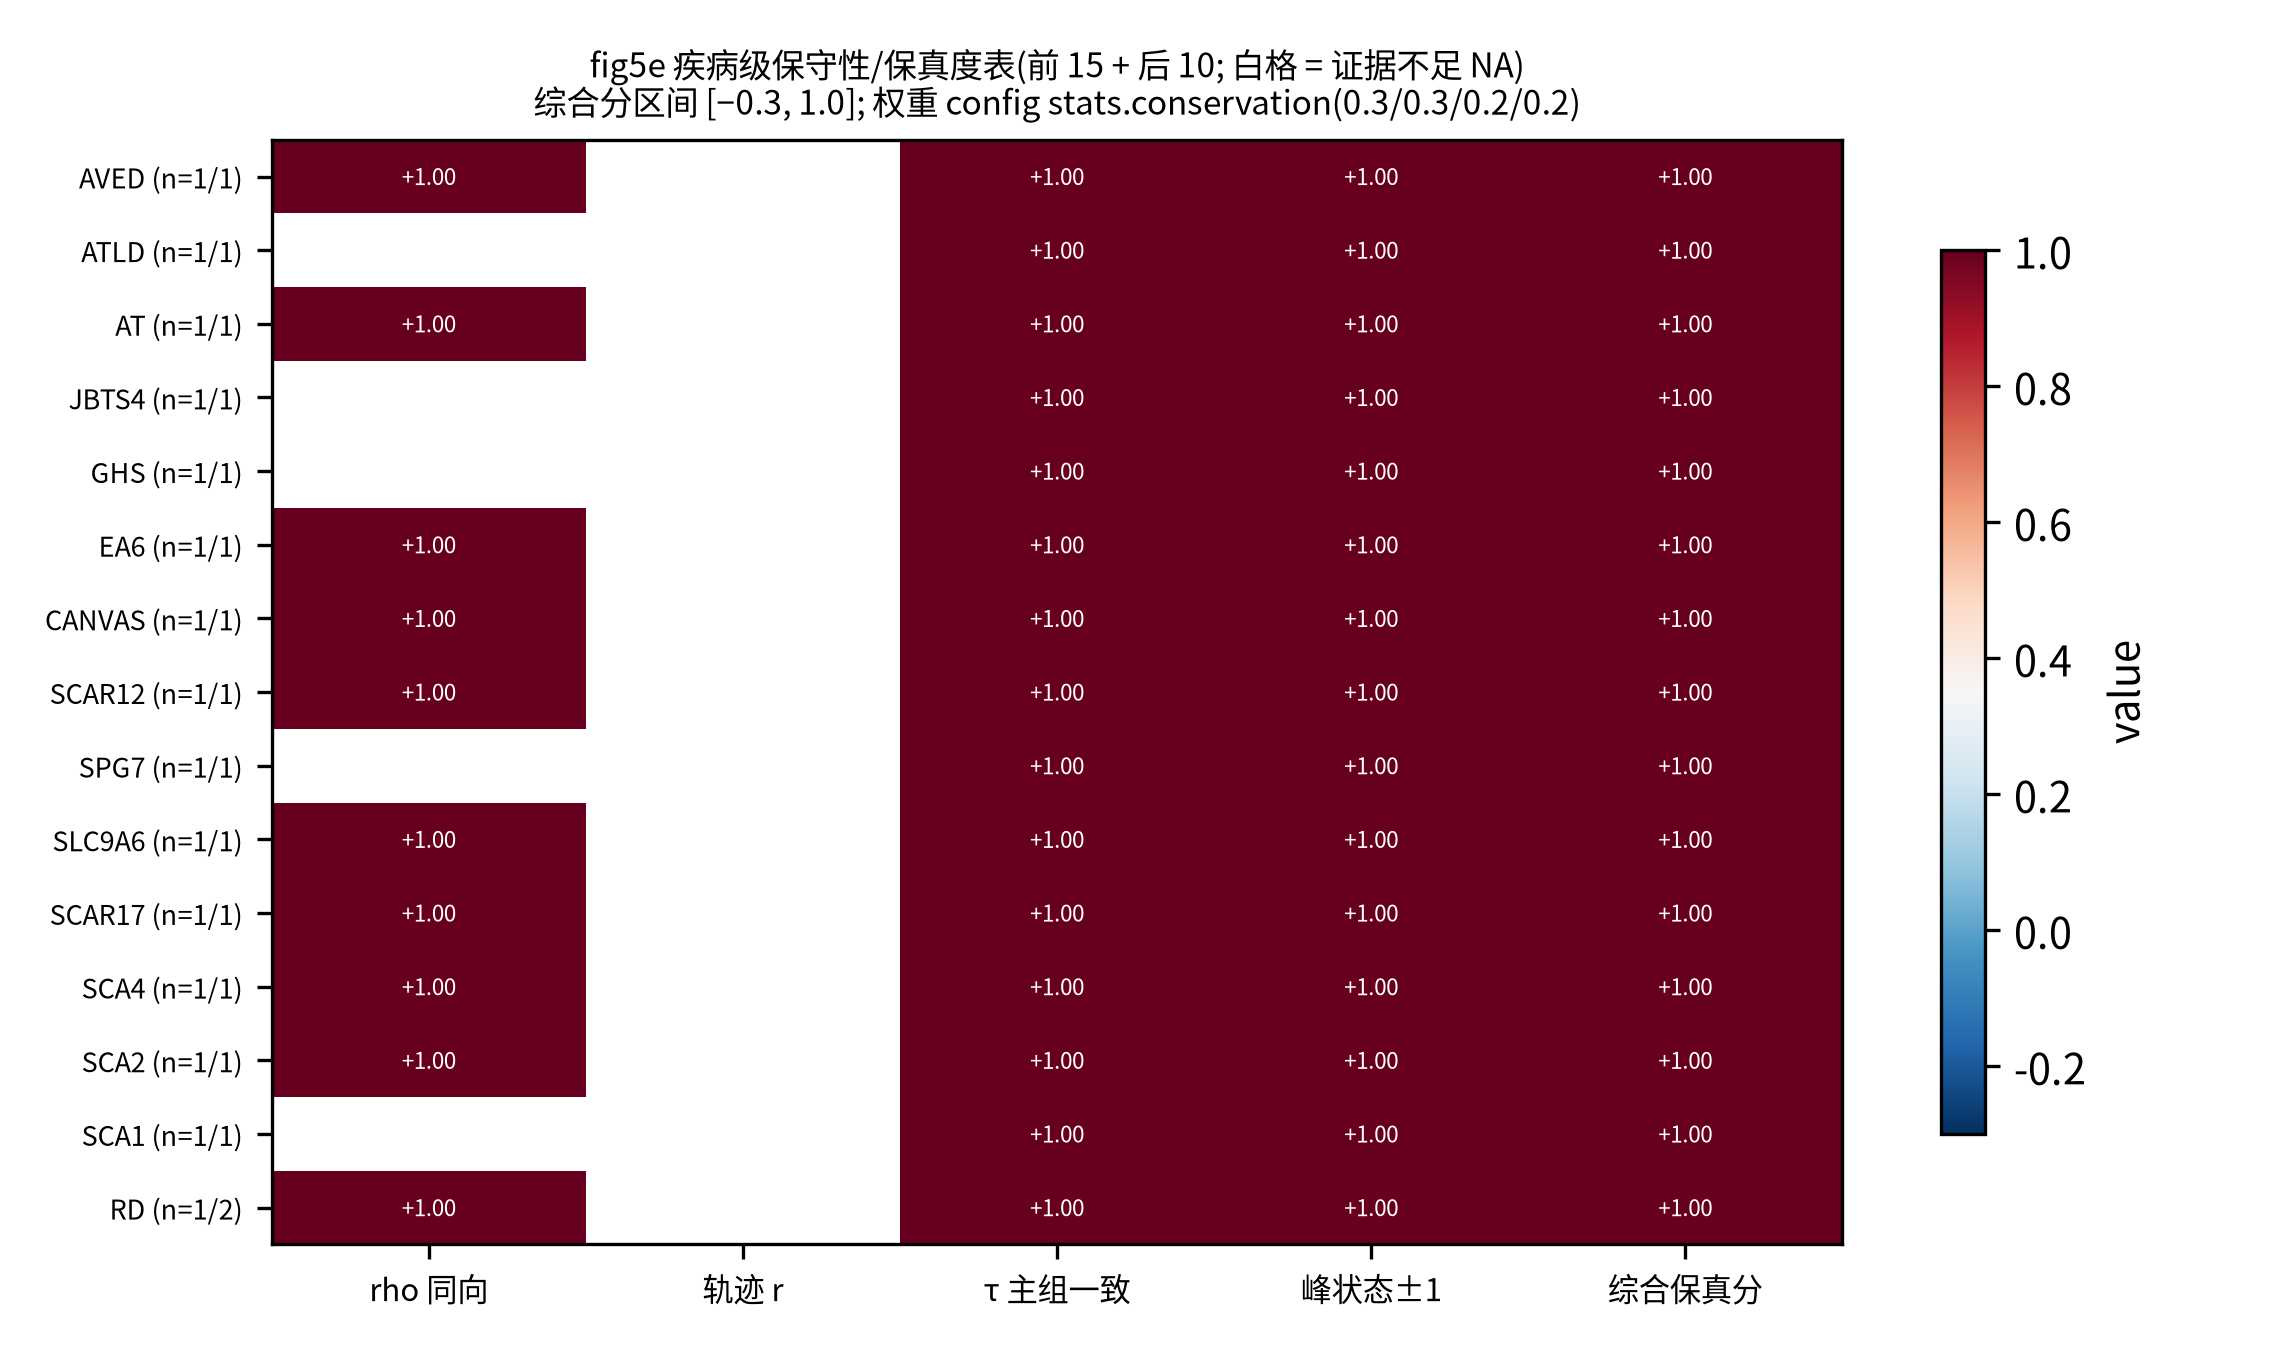 fig5e 疾病级保守性/保真度表(前 15 + 后 10; 白格 = 证据不足 NA)
综合分区间 [−0.3, 1.0]; 权重 config stats.conservation(0.3/0.3/0.2/0.2)
AVED (n=1/1) +1.00 +1.00 +1.00 +1.00
ATLD (n=1/1) +1.00 +1.00 +1.00
AT (n=1/1) +1.00 +1.00 +1.00 +1.00
JBTS4 (n=1/1) +1.00 +1.00 +1.00
GHS (n=1/1) +1.00 +1.00 +1.00
EA6 (n=1/1) +1.00 +1.00 +1.00 +1.00
CANVAS (n=1/1) +1.00 +1.00 +1.00 +1.00
SCAR12 (n=1/1) +1.00 +1.00 +1.00 +1.00
SPG7 (n=1/1) +1.00 +1.00 +1.00
SLC9A6 (n=1/1) +1.00 +1.00 +1.00 +1.00
SCAR17 (n=1/1) +1.00 +1.00 +1.00 +1.00
SCA4 (n=1/1) +1.00 +1.00 +1.00 +1.00
SCA2 (n=1/1) +1.00 +1.00 +1.00 +1.00
SCA1 (n=1/1) +1.00 +1.00 +1.00
RD (n=1/2) +1.00 +1.00 +1.00 +1.00
rho 同向 轨迹 r τ 主组一致 峰状态±1 综合保真分
1.0
0.8
0.6
0.4
0.2
0.0
-0.2
value